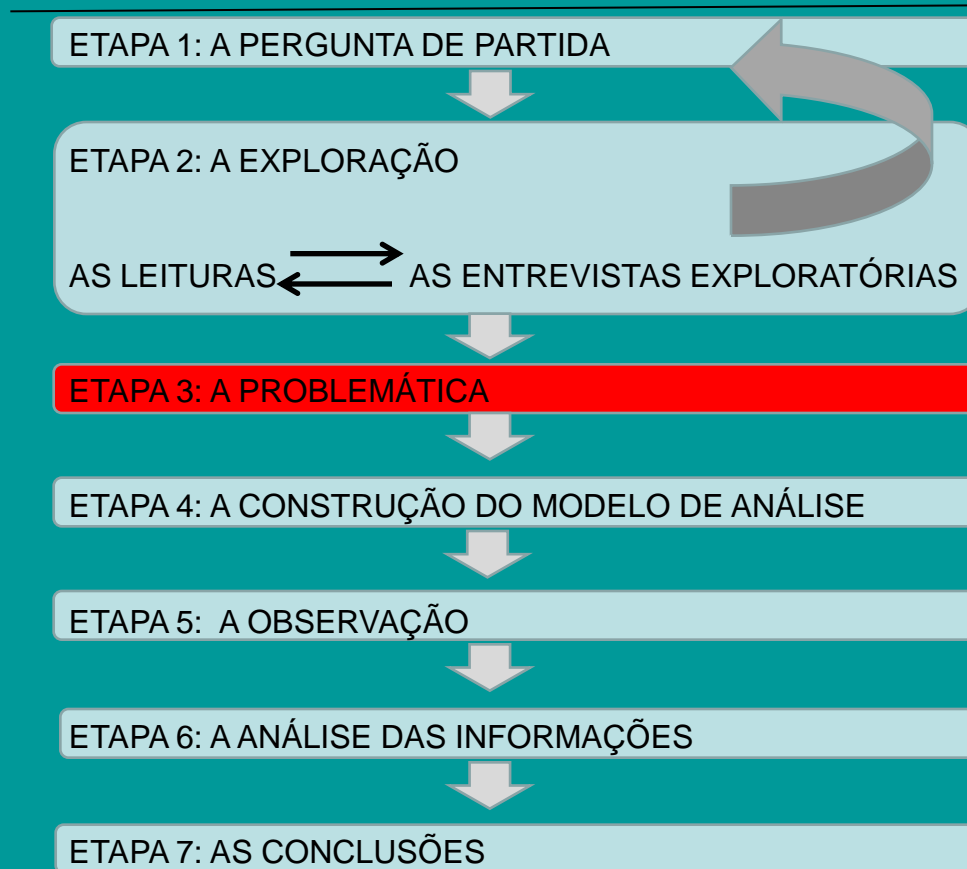 ETAPA 1: A PERGUNTA DE PARTIDA
ETAPA 2: A EXPLORAÇÃO
AS LEITURAS AS ENTREVISTAS EXPLORATÓRIAS
ETAPA 3: A PROBLEMÁTICA
ETAPA 4: A CONSTRUÇÃO DO MODELO DE ANÁLISE
ETAPA 5: A OBSERVAÇÃO
ETAPA 6: A ANÁLISE DAS INFORMAÇÕES
ETAPA 7: AS CONCLUSÕES